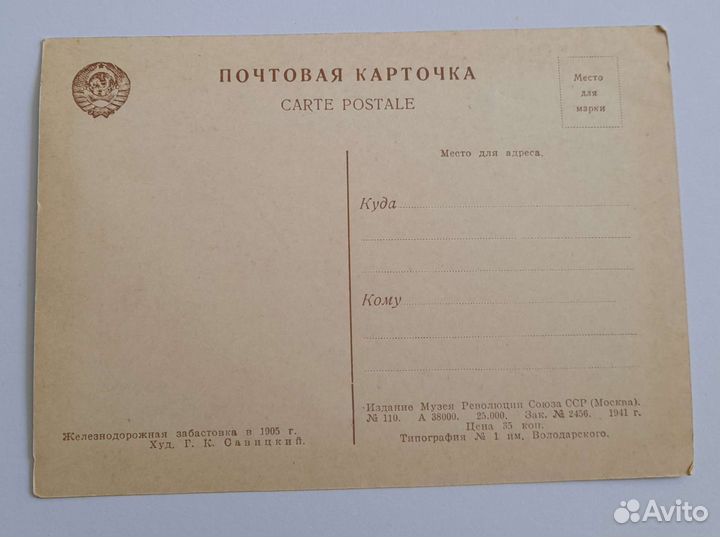 ПОЧТОВАЯ КАРТОЧКА
CARTE POSTALE
Место
для
марки
Место для адреса.
Куда
Кому
Железнодорожная забастовка в 1905 г.
Худ. Г. К. Савицкий.
Издание Музея Революции Союза ССР (Москва).
№ 110. А 38000. 25.000. Зак. № 2456. 1941 г.
Цена 35 коп.
Типография № 1 им. Володарского.
Avito